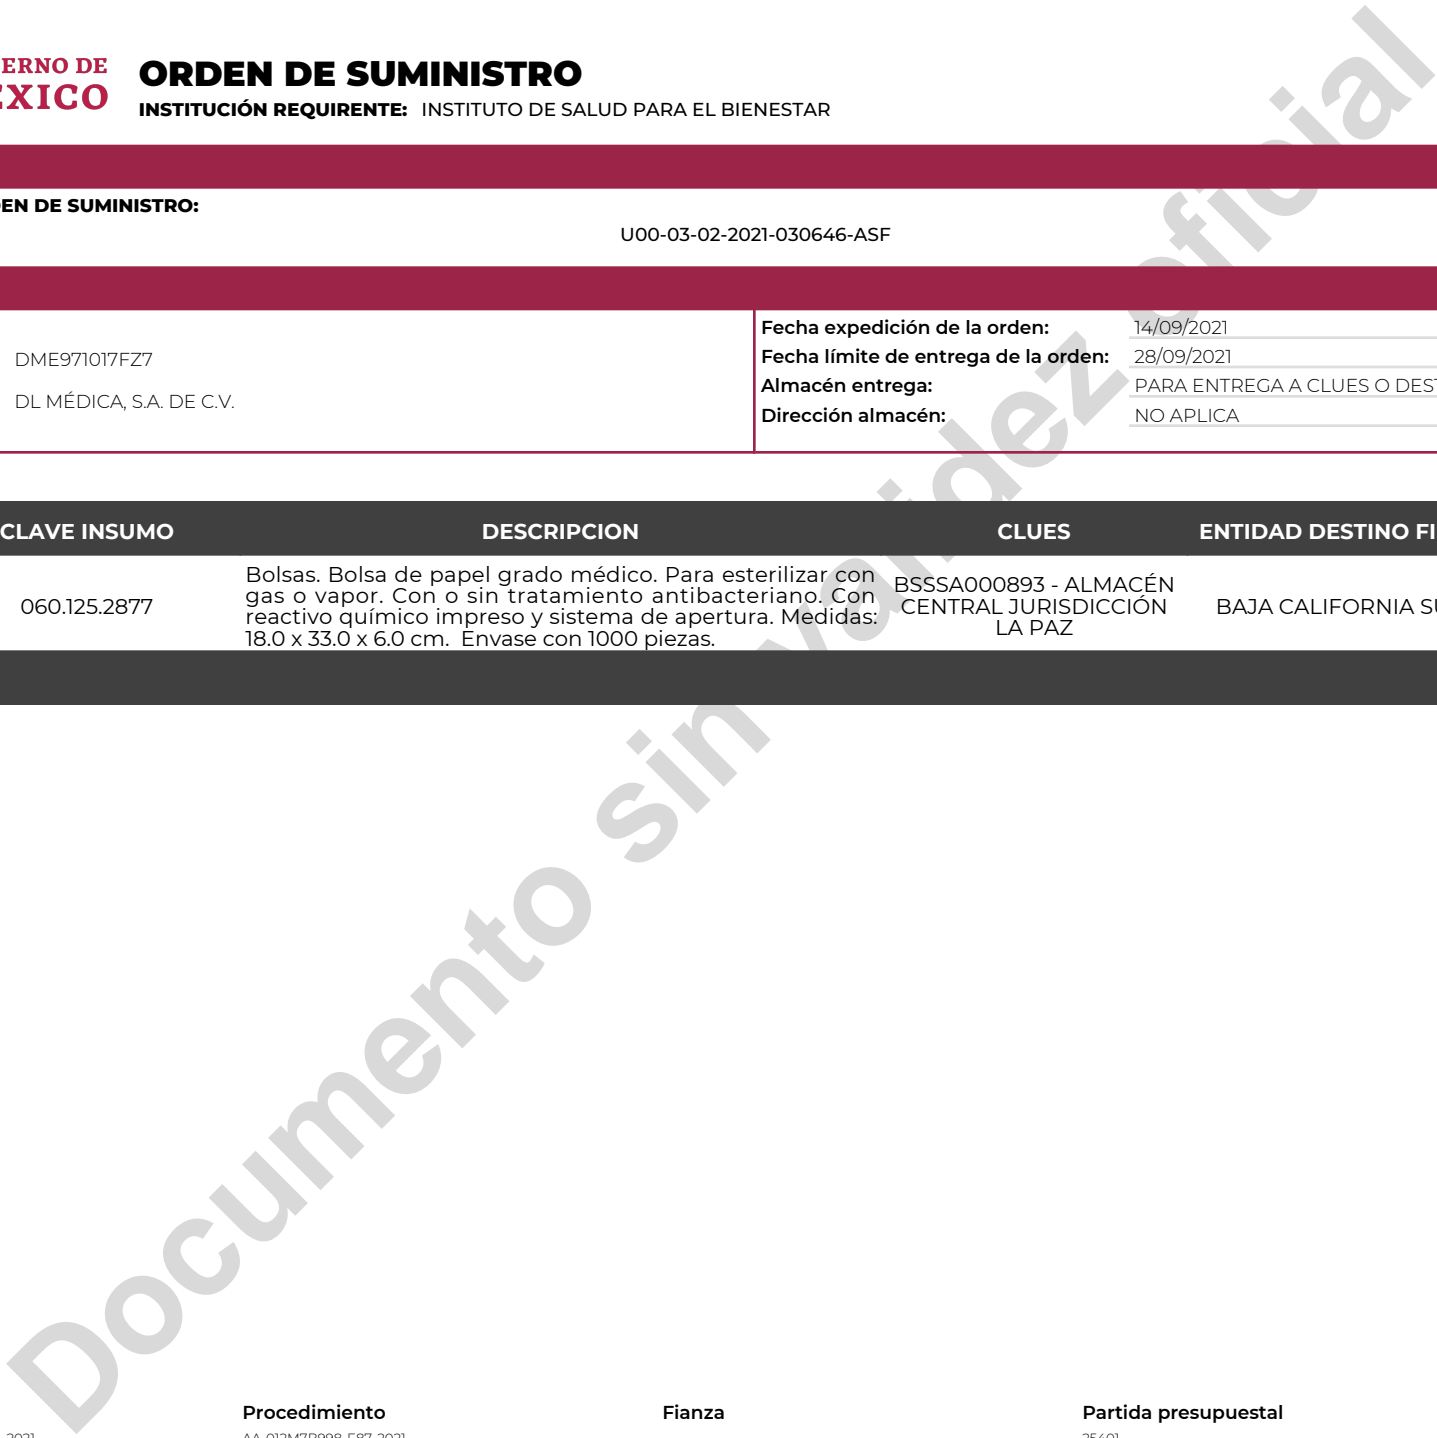 ERNO DE
EXICO
ORDEN DE SUMINISTRO
INSTITUCIÓN REQUIRENTE: INSTITUTO DE SALUD PARA EL BIENESTAR
EN DE SUMINISTRO:
U00-03-02-2021-030646-ASF
DME971017FZ7
DL MÉDICA, S.A. DE C.V.
Fecha expedición de la orden: 14/09/2021
Fecha límite de entrega de la orden: 28/09/2021
Almacén entrega: PARA ENTREGA A CLUES O DEST
Dirección almacén: NO APLICA
CLAVE INSUMO DESCRIPCION CLUES ENTIDAD DESTINO FI
060.125.2877
Bolsas. Bolsa de papel grado médico. Para esterilizar con
gas o vapor. Con o sin tratamiento antibacteriano. Con
reactivo químico impreso y sistema de apertura. Medidas:
18.0 x 33.0 x 6.0 cm. Envase con 1000 piezas.
BSSSA000893 - ALMACÉN
CENTRAL JURISDICCIÓN
LA PAZ
BAJA CALIFORNIA SU
Documento sin validez oficial
Procedimiento Fianza Partida presupuestal
2021 AA-012M7B998-E87-2021 25401